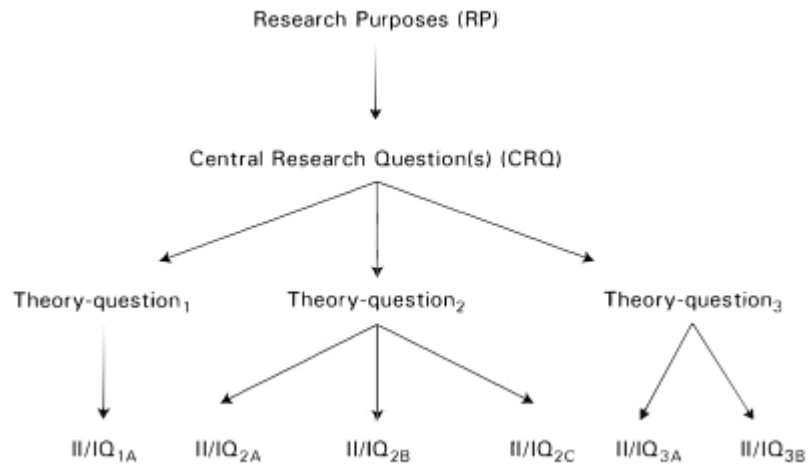 Research Purposes (RP)
Central Research Question(s) (CRQ)
Theory-question₁ Theory-question₂ Theory-question₃
II/IQ₁A II/IQ₂A II/IQ₂B II/IQ₂C II/IQ₃A II/IQ₃B